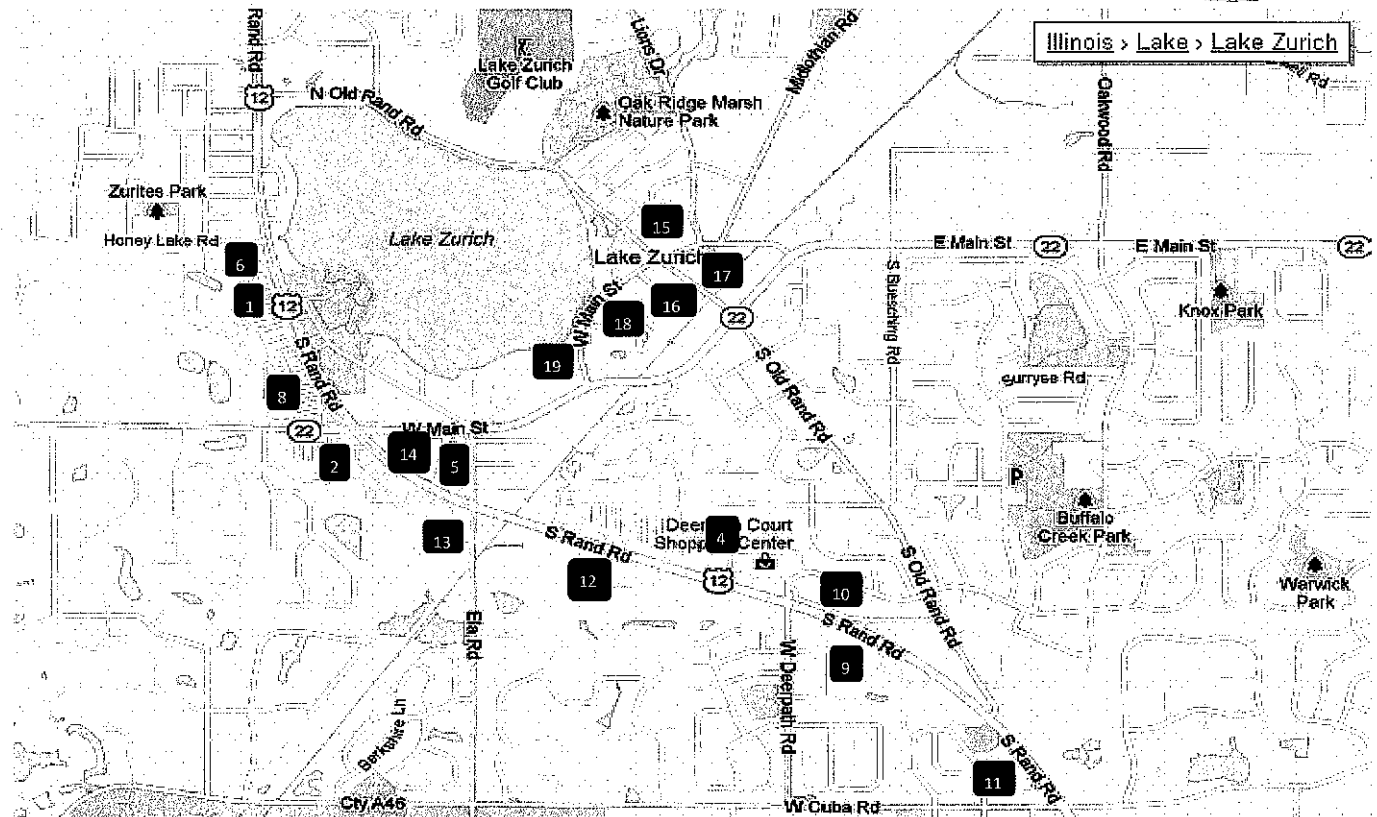 Illinois › Lake › Lake Zurich
Rand Rd
12
N Old Rand Rd
Lake Zurich
Golf Club
Lions Dr
Oak Ridge Marsh
Nature Park
Midlothian Rd
Oakwood Rd
Zurites Park
Honey Lake Rd
Lake Zurich
15
Lake Zurich
E Main St
22
E Main St
22
6
1
12
17
16
18
W Main St
22
S Buesching Rd
Knox Park
19
S Rand Rd
8
22
W Main St
14
5
2
S Old Rand Rd
Surryse Rd
P
Buffalo
Creek Park
Warwick
Park
13
S Rand Rd
12
4
Court
Center
12
10
S Old Rand Rd
S Rand Rd
9
Ela Rd
W Deerpath Rd
Berkshire Ln
S Rand Rd
11
Cty A46
W Cuba Rd